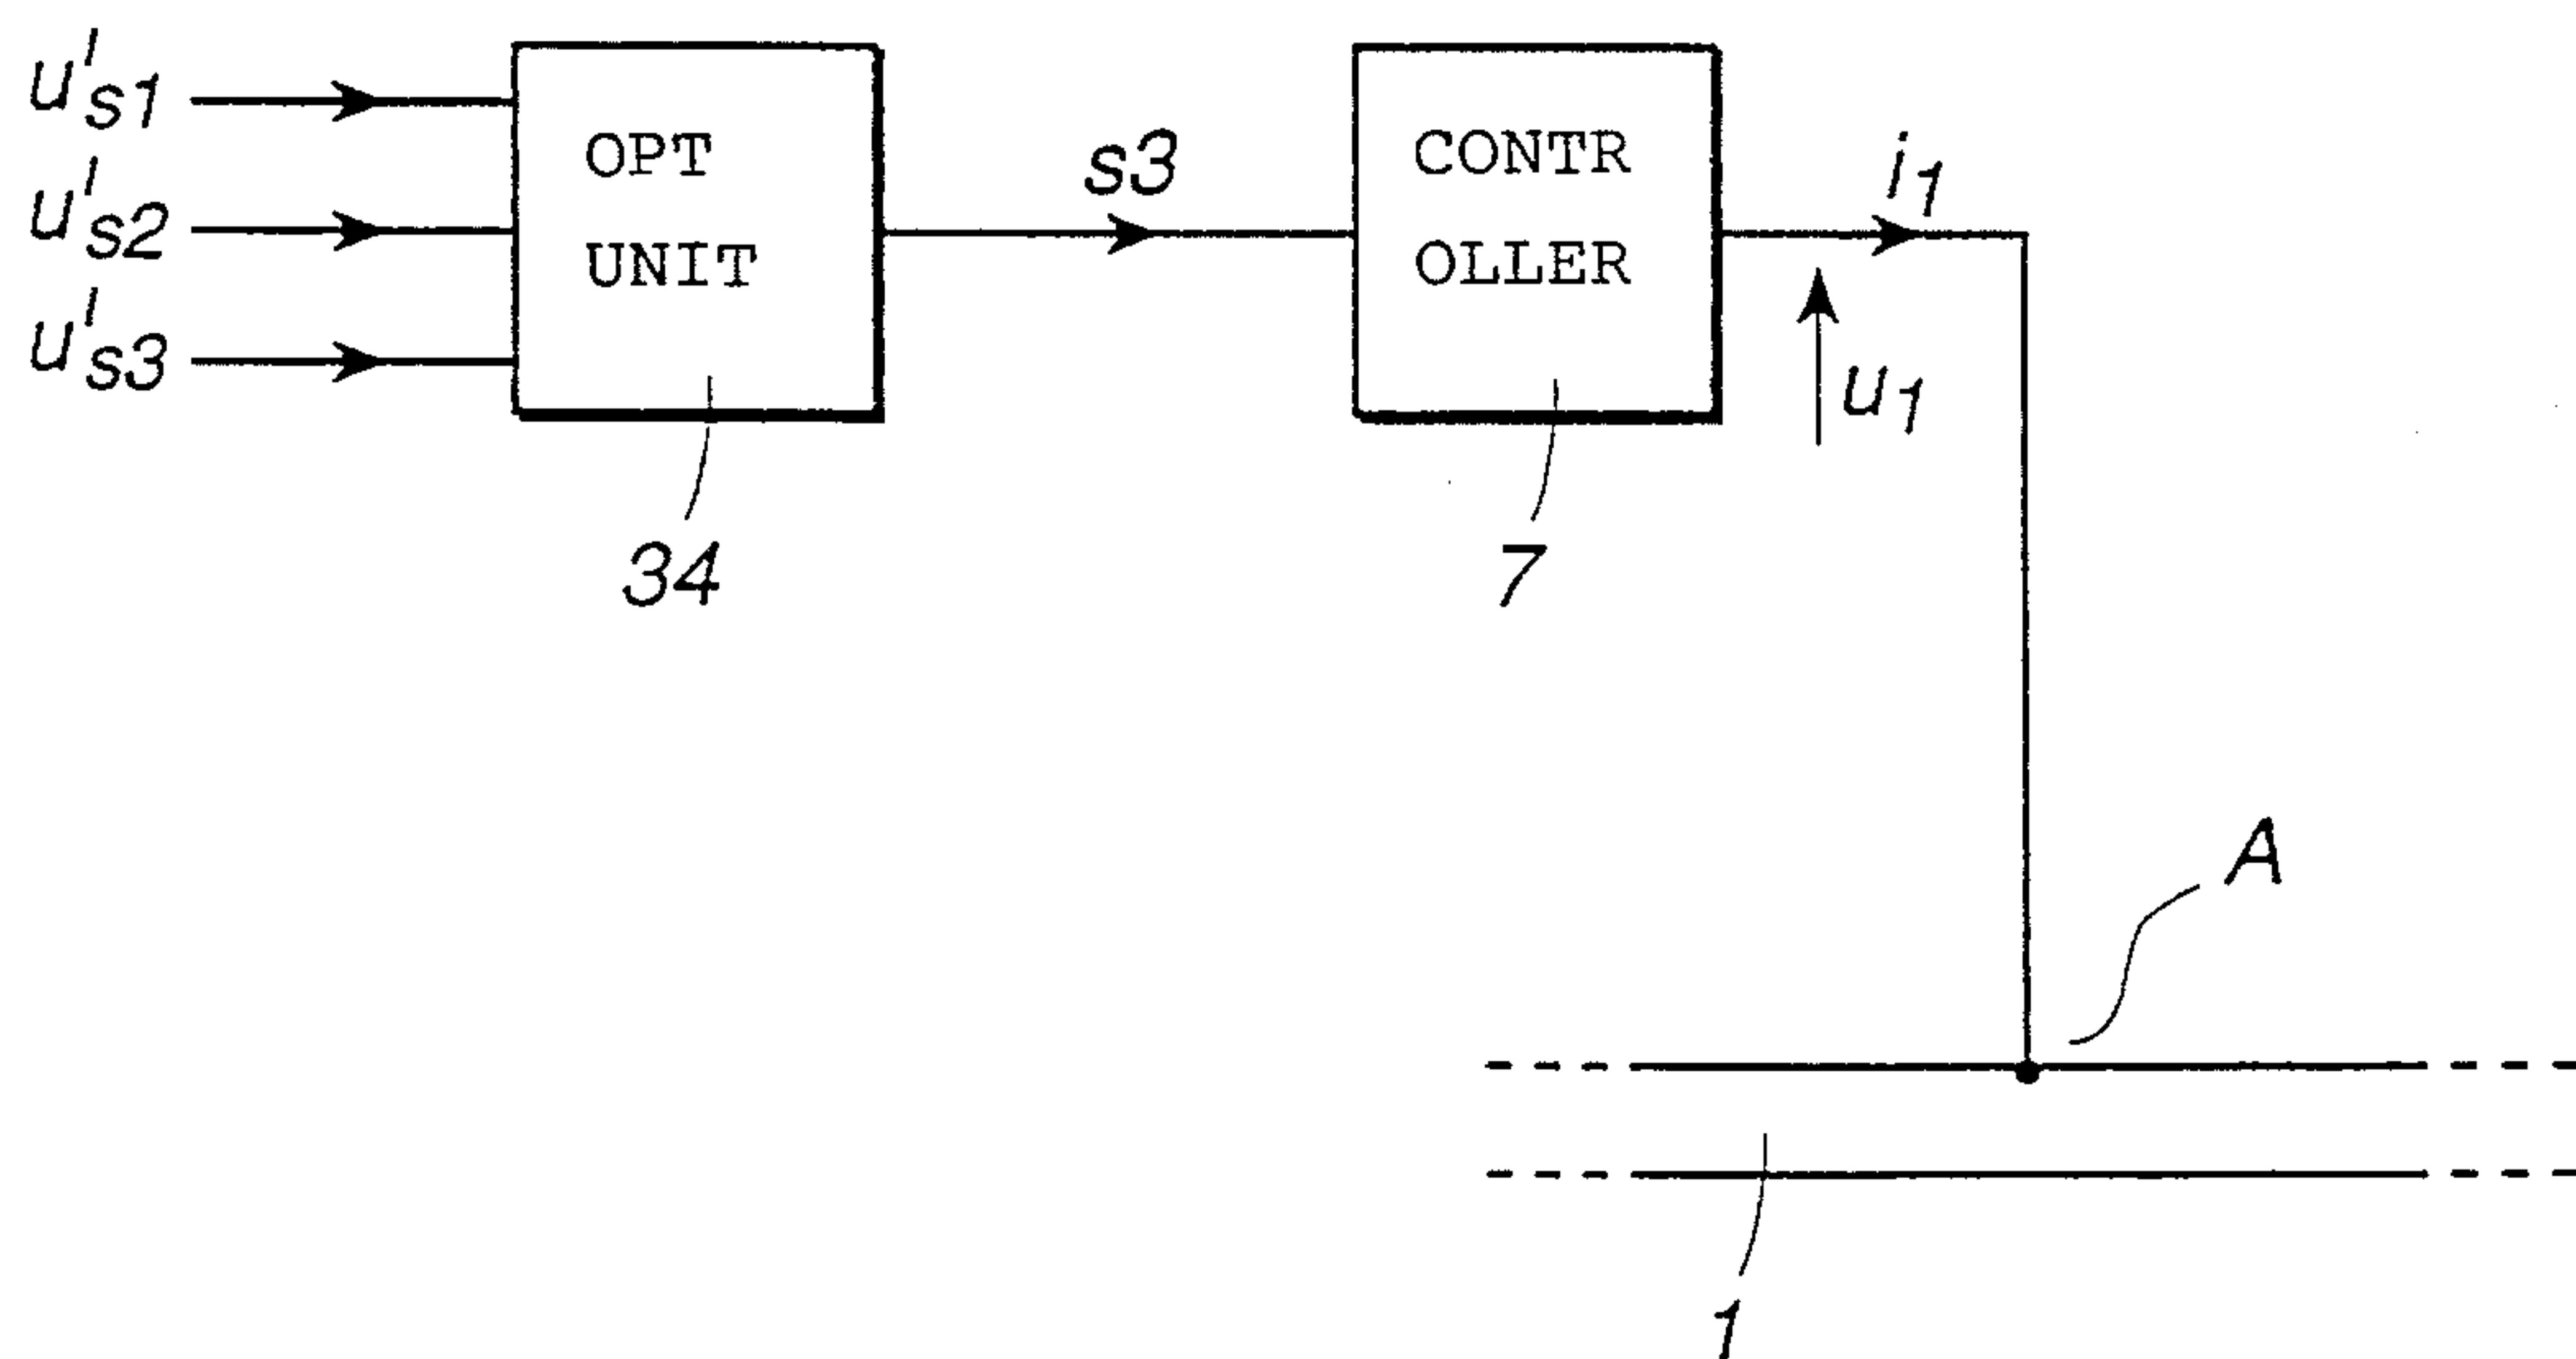 u's1
u's2
u's3
OPT
UNIT
34
s3
CONTR
OLLER
7
i1
u1
A
1